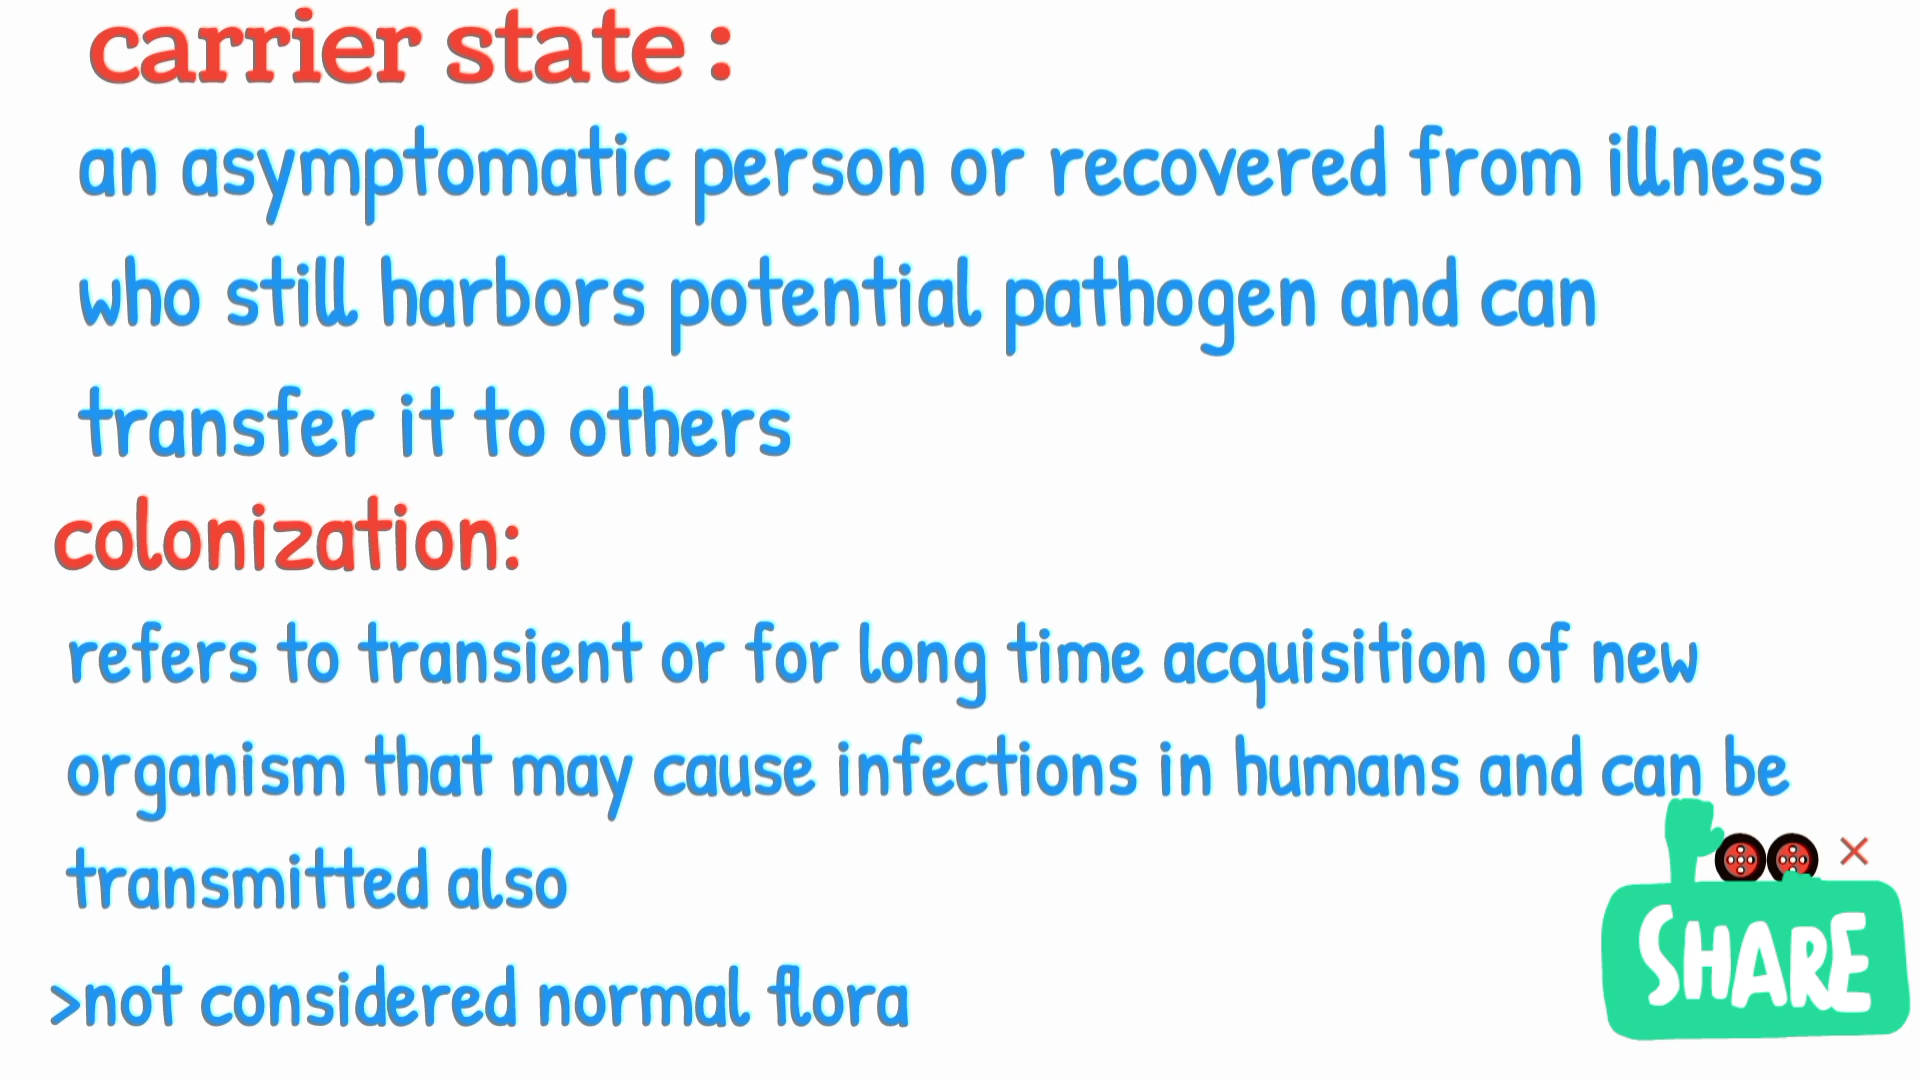 carrier state :
an asymptomatic person or recovered from illness
who still harbors potential pathogen and can
transfer it to others
colonization:
refers to transient or for long time acquisition of new
organism that may cause infections in humans and can be
transmitted also
>not considered normal flora
SHARE